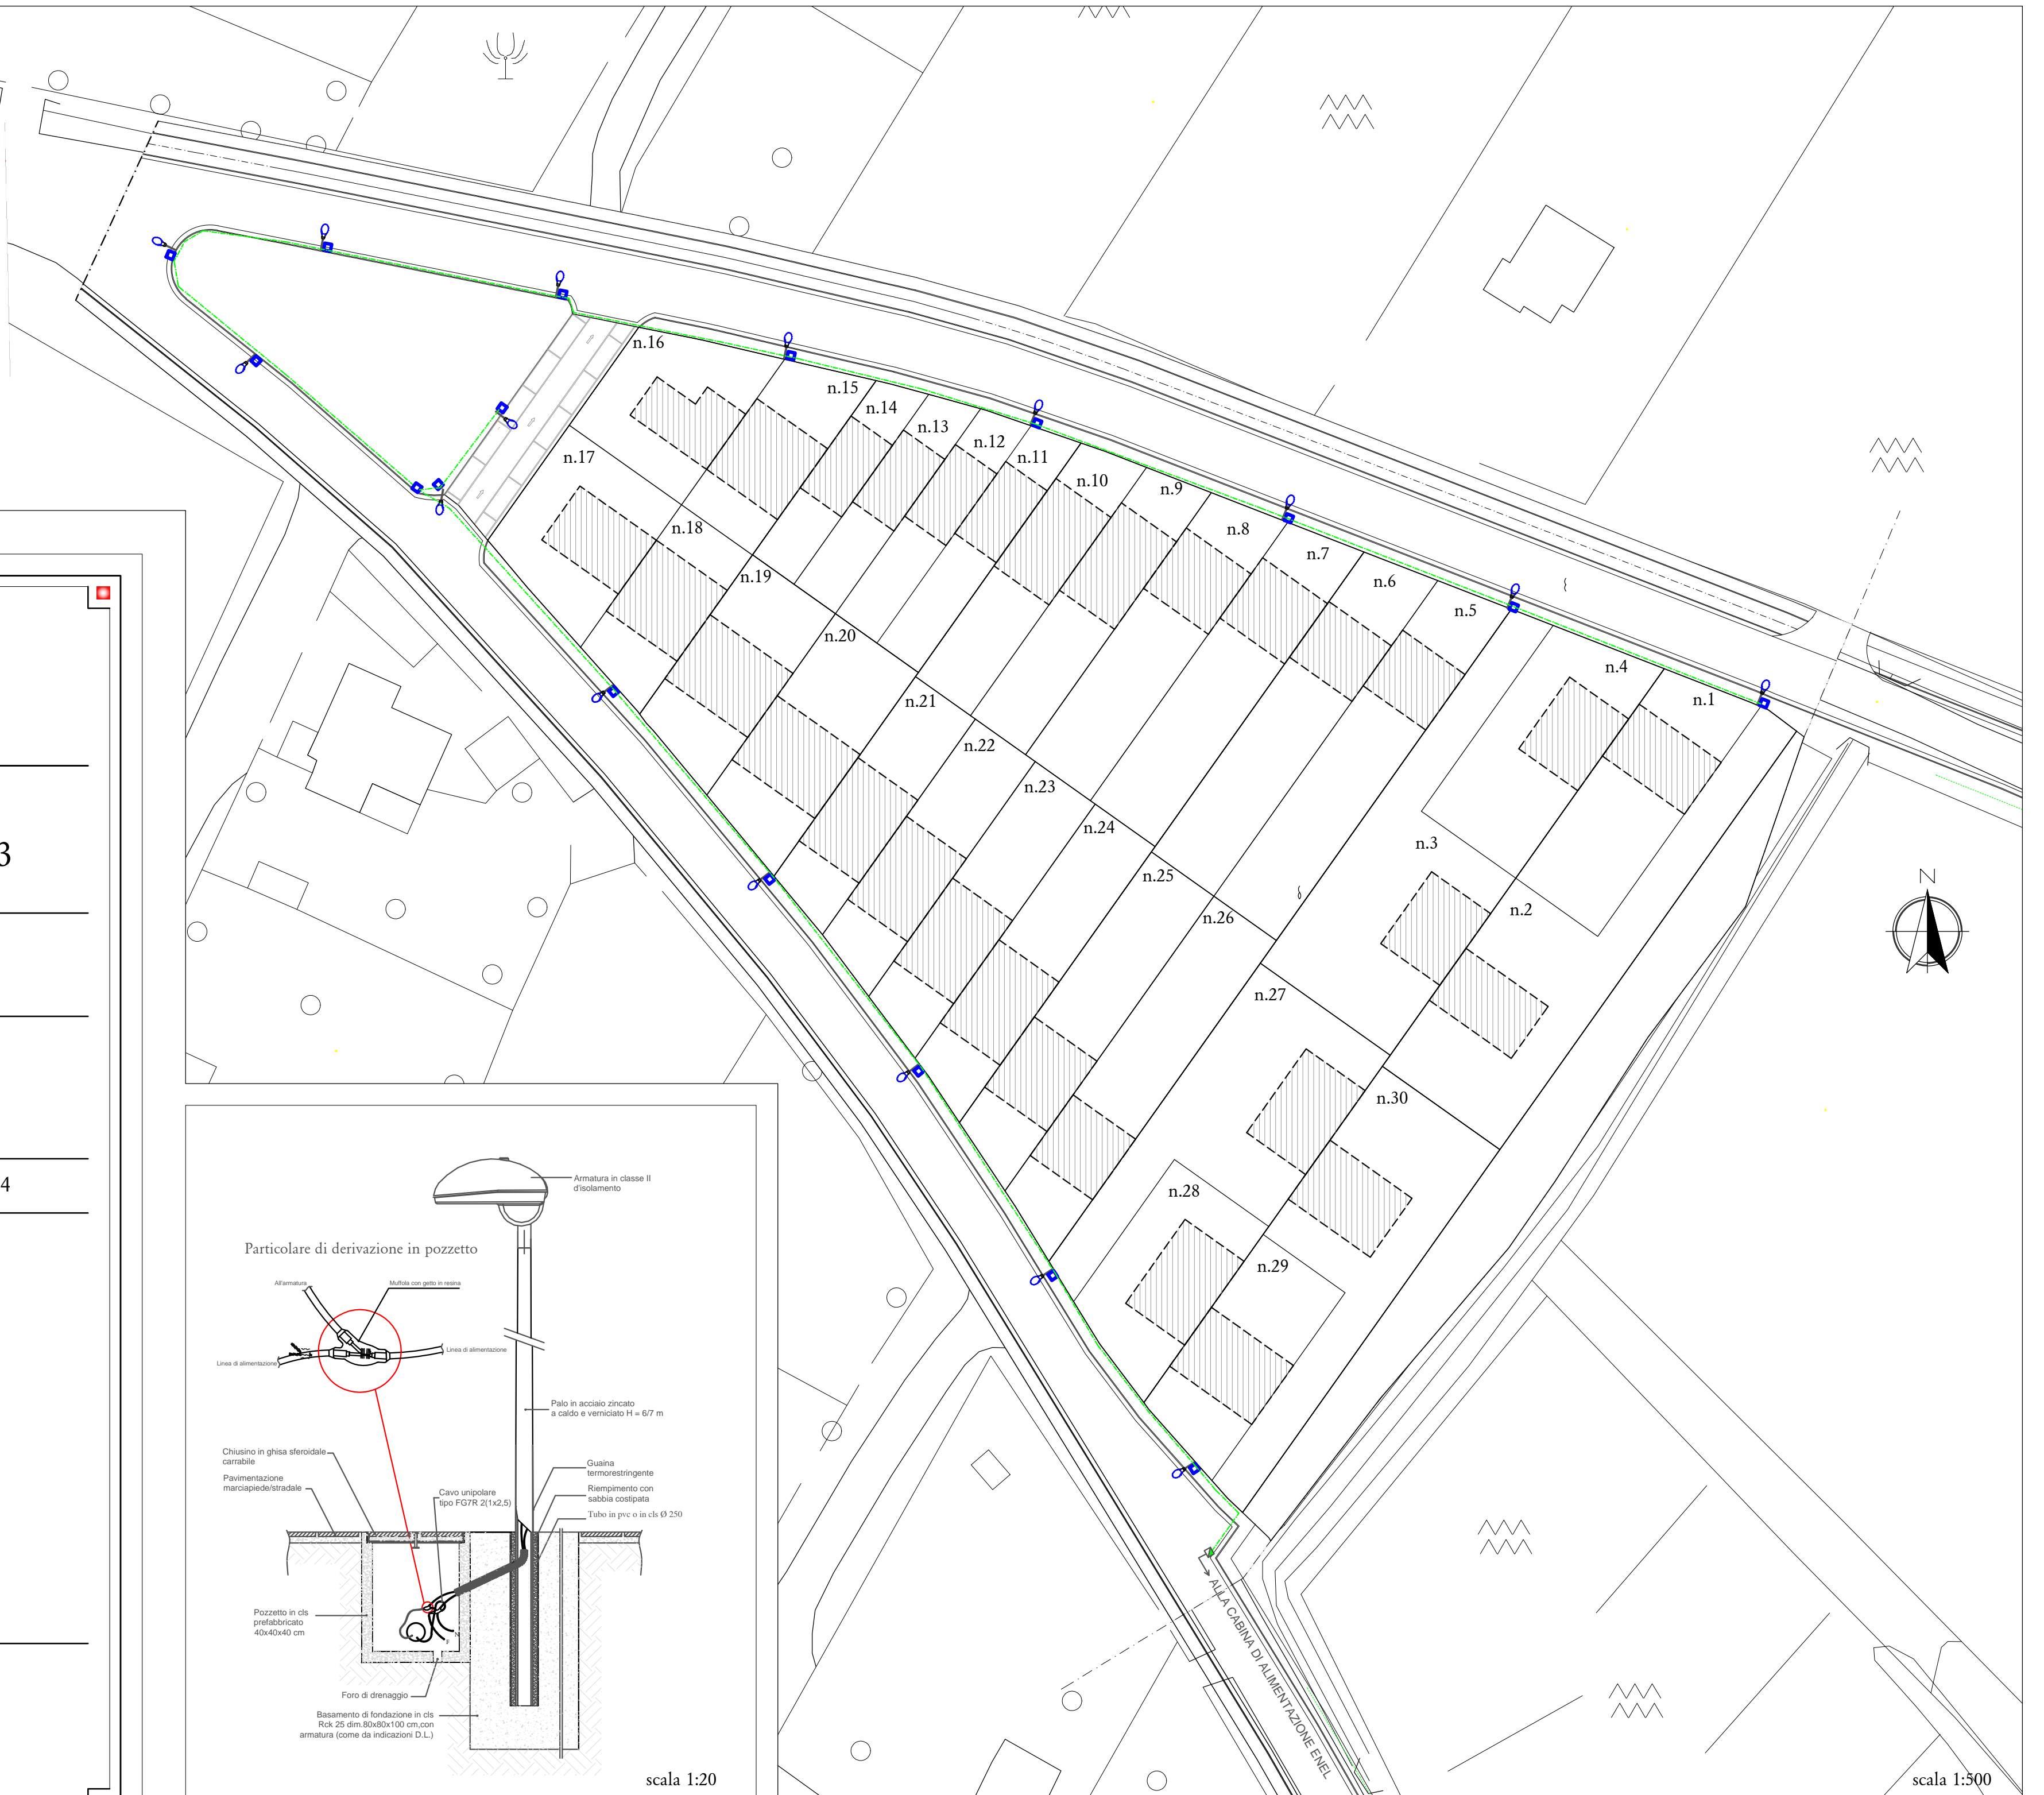 n.16
n.15
n.14
n.13
n.12
n.11
n.10
n.9
n.8
n.7
n.6
n.5
n.4
n.1
n.17
n.18
n.19
n.20
n.21
n.22
n.23
n.24
n.25
n.26
n.3
n.2
n.27
n.30
n.28
n.29
N
3
4
Armatura in classe II
d'isolamento
Particolare di derivazione in pozzetto
All'armatura
Muffola con getto in resina
Linea di alimentazione
Linea di alimentazione
Palo in acciaio zincato
a caldo e verniciato H = 6/7 m
Chiusino in ghisa sferoidale
carrabile
Pavimentazione
marciapiede/stradale
Cavo unipolare
tipo FG7R 2(1x2,5)
Guaina
termorestringente
Riempimento con
sabbia costipata
Tubo in pvc o in cls Ø 250
Pozzetto in cls
prefabbricato
40x40x40 cm
N
F
Foro di drenaggio
Basamento di fondazione in cls
Rck 25 dim.80x80x100 cm,con
armatura (come da indicazioni D.L.)
scala 1:20
ALLA CABINA DI ALIMENTAZIONE ENEL
scala 1:500